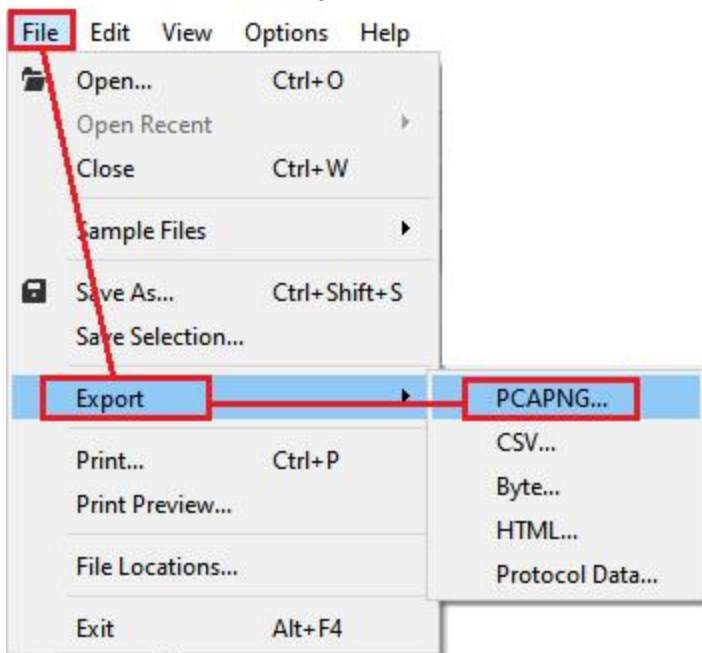 File Edit View Options Help
Open... Ctrl+O
Open Recent
Close Ctrl+W
Sample Files
Save As... Ctrl+Shift+S
Save Selection...
Export
PCAPNG...
CSV...
Print... Ctrl+P
Byte...
Print Preview...
HTML...
File Locations...
Protocol Data...
Exit Alt+F4